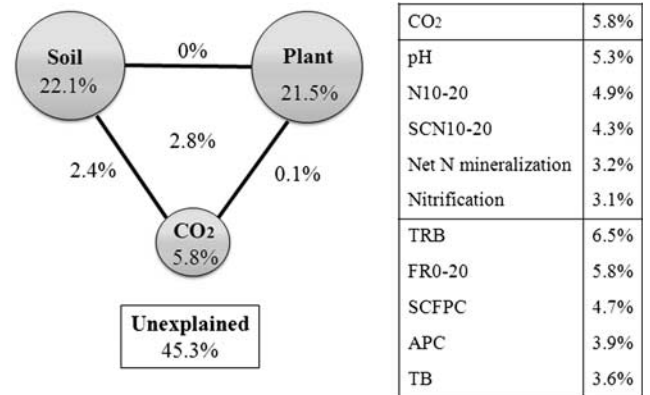 Soil
22.1%
0%
Plant
21.5%
2.4%
2.8%
0.1%
CO₂
5.8%
Unexplained
45.3%
CO₂ 5.8%
pH 5.3%
N10-20 4.9%
SCN10-20 4.3%
Net N mineralization 3.2%
Nitrification 3.1%
TRB 6.5%
FR0-20 5.8%
SCFPC 4.7%
APC 3.9%
TB 3.6%